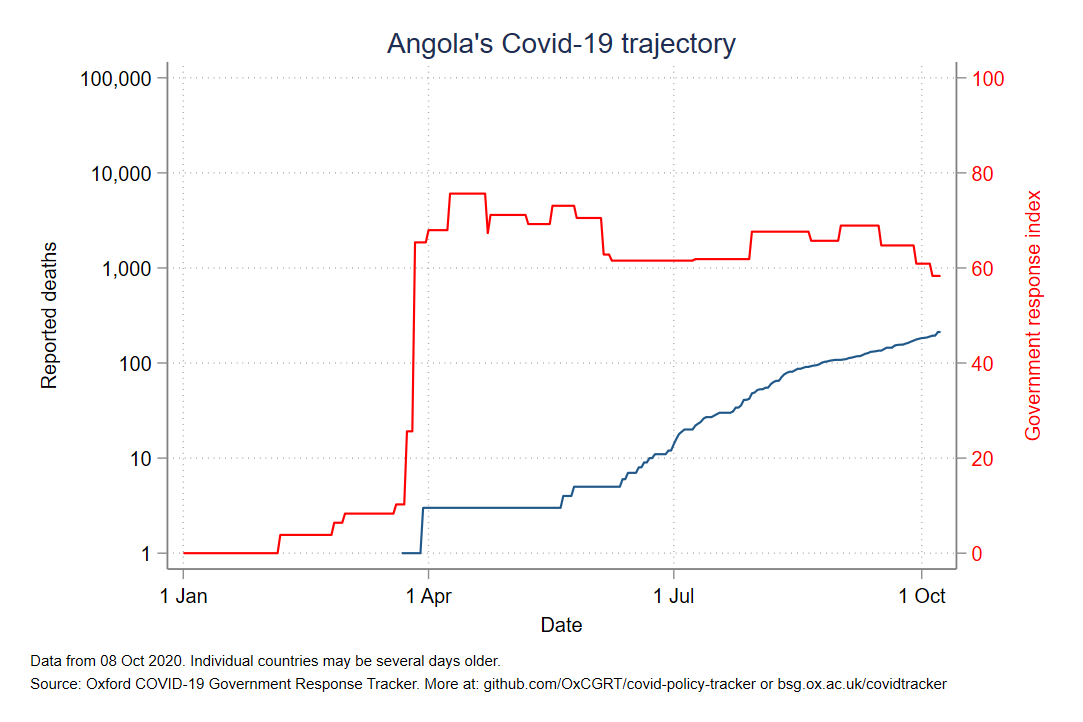 Angola's Covid-19 trajectory
100,000
10,000
1,000
100
10
1
Reported deaths
100
80
60
40
20
0
Government response index
1 Jan
1 Apr
1 Jul
1 Oct
Date
Data from 08 Oct 2020. Individual countries may be several days older.
Source: Oxford COVID-19 Government Response Tracker. More at: github.com/OxCGRT/covid-policy-tracker or bsg.ox.ac.uk/covidtracker